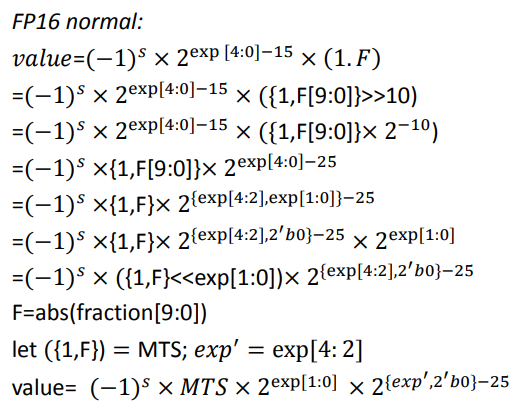 FP16 normal:
value=(−1)ˢ × 2^{exp [4:0]−15} × (1.F)
=(−1)ˢ × 2^{exp[4:0]−15} × ({1,F[9:0]}>>10)
=(−1)ˢ × 2^{exp[4:0]−15} × ({1,F[9:0]}× 2^{−10})
=(−1)ˢ ×{1,F[9:0]}× 2^{exp[4:0]−25}
=(−1)ˢ ×{1,F}× 2^{{exp[4:2],exp[1:0]}−25}
=(−1)ˢ ×{1,F}× 2^{{exp[4:2],2′b0}−25} × 2^{exp[1:0]}
=(−1)ˢ × ({1,F}<<exp[1:0])× 2^{{exp[4:2],2′b0}−25}
F=abs(fraction[9:0])
let ({1,F}) = MTS; exp′ = exp[4:2]
value= (−1)ˢ × MTS × 2^{exp[1:0]} × 2^{{exp′,2′b0}−25}